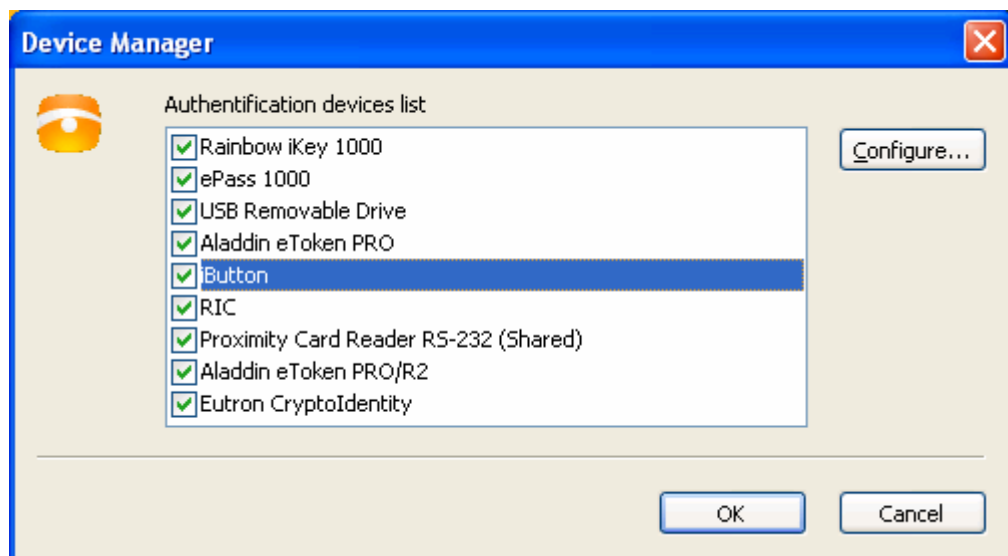 Device Manager
Authentification devices list
Rainbow iKey 1000
ePass 1000
USB Removable Drive
Aladdin eToken PRO
iButton
RIC
Proximity Card Reader RS-232 (Shared)
Aladdin eToken PRO/R2
Eutron CryptoIdentity
Configure...
OK
Cancel